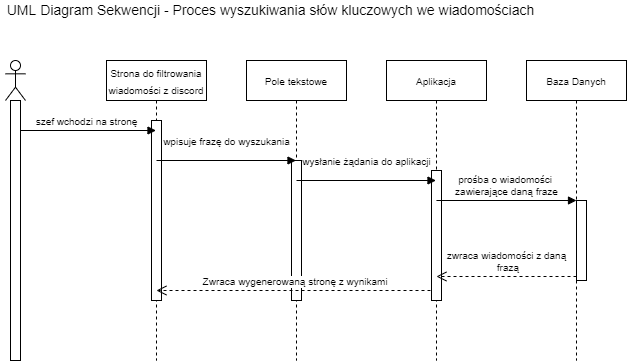 UML Diagram Sekwencji - Proces wyszukiwania słów kluczowych we wiadomościach
Strona do filtrowania
wiadomości z discord
Pole tekstowe
Aplikacja
Baza Danych
szef wchodzi na stronę
wpisuje frazę do wyszukania
wysłanie żądania do aplikacji
prośba o wiadomości
zawierające daną fraze
zwraca wiadomości z daną
frazą
Zwraca wygenerowaną stronę z wynikami